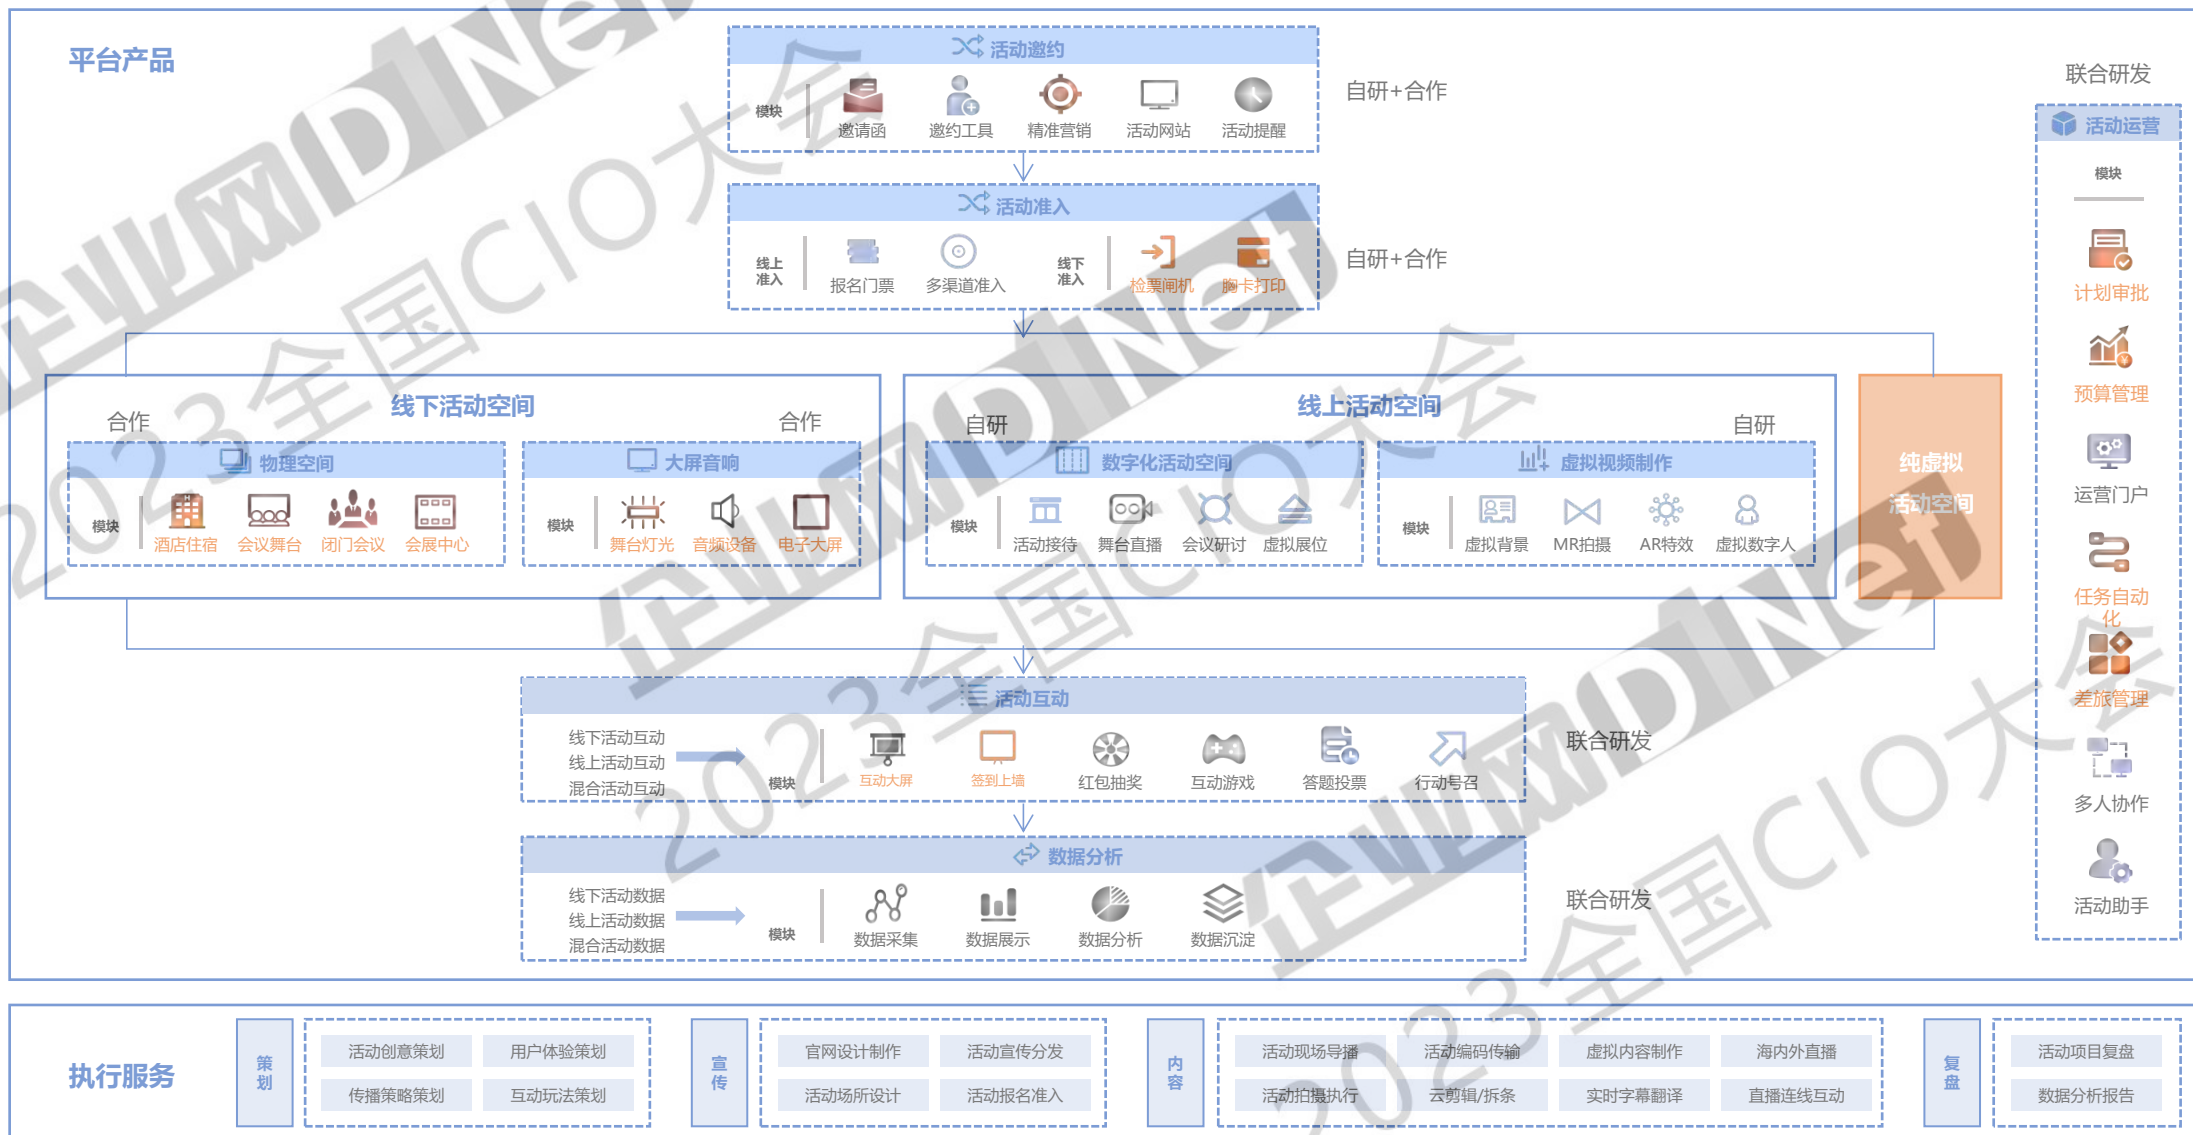 平台产品
活动邀约
模块
邀请函
邀约工具
精准营销
活动网站
活动提醒
自研+合作
活动准入
线上
准入
报名门票
多渠道准入
线下
准入
检票闸机
胸卡打印
自研+合作
线下活动空间
合作
合作
物理空间
模块
酒店住宿
会议舞台
闭门会议
会展中心
大屏音响
模块
舞台灯光
音频设备
电子大屏
线上活动空间
自研
自研
数字化活动空间
模块
活动接待
舞台直播
会议研讨
虚拟展位
虚拟视频制作
模块
虚拟背景
MR拍摄
AR特效
虚拟数字人
纯虚拟
活动空间
活动互动
线下活动互动
线上活动互动
混合活动互动
模块
互动大屏
签到上墙
红包抽奖
互动游戏
答题投票
行动号召
联合研发
数据分析
线下活动数据
线上活动数据
混合活动数据
模块
数据采集
数据展示
数据分析
数据沉淀
联合研发
联合研发
活动运营
模块
计划审批
预算管理
运营门户
任务自动
化
差旅管理
多人协作
活动助手
执行服务
策
划
活动创意策划
用户体验策划
传播策略策划
互动玩法策划
宣
传
官网设计制作
活动宣传分发
活动场所设计
活动报名准入
内
容
活动现场导播
活动编码传输
虚拟内容制作
海内外直播
活动拍摄执行
云剪辑/拆条
实时字幕翻译
直播连线互动
复
盘
活动项目复盘
数据分析报告
企业网D1Net
2023全国CIO大会
企业网D1Net
2023全国CIO大会
企业网D1Net
2023全国CIO大会